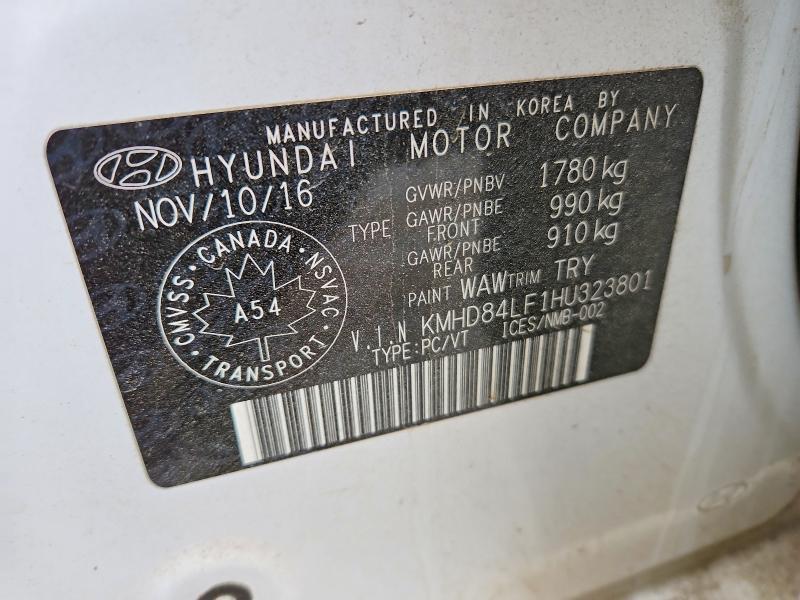 MANUFACTURED IN KOREA BY
HYUNDAI MOTOR COMPANY
NOV/10/16
TYPE
GVWR/PNBV 1780 kg
GAWR/PNBE FRONT 990 kg
GAWR/PNBE REAR 910 kg
PAINT WAW TRIM TRY
V.I.N KMHD84LF1HU323801
TYPE:PC/VT ICES/NMB-002
CMVSS · CANADA · NSVAC · TRANSPORT ·
A54